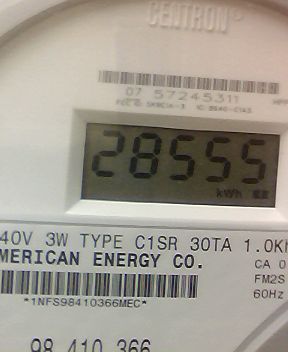 CENTRON®
07 57245311
28555
kWh
40V 3W TYPE C1SR 30TA 1.0Kh
MERICAN ENERGY CO.
CA 0
FM2S
60Hz
*1NFS98410366MEC*
98 410 366